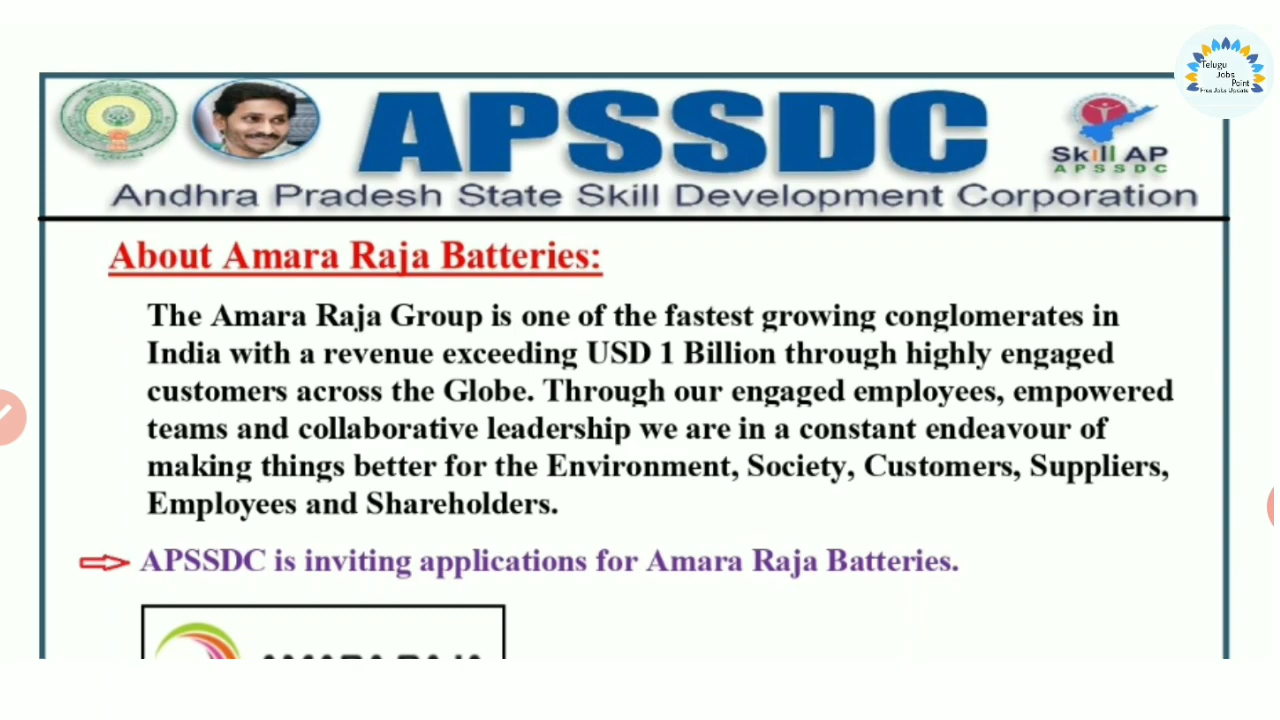 Telugu
Jobs
Point
Free Jobs Update
APSSDC
Skill AP
APSSDC
Andhra Pradesh State Skill Development Corporation
About Amara Raja Batteries:
The Amara Raja Group is one of the fastest growing conglomerates in
India with a revenue exceeding USD 1 Billion through highly engaged
customers across the Globe. Through our engaged employees, empowered
teams and collaborative leadership we are in a constant endeavour of
making things better for the Environment, Society, Customers, Suppliers,
Employees and Shareholders.
APSSDC is inviting applications for Amara Raja Batteries.